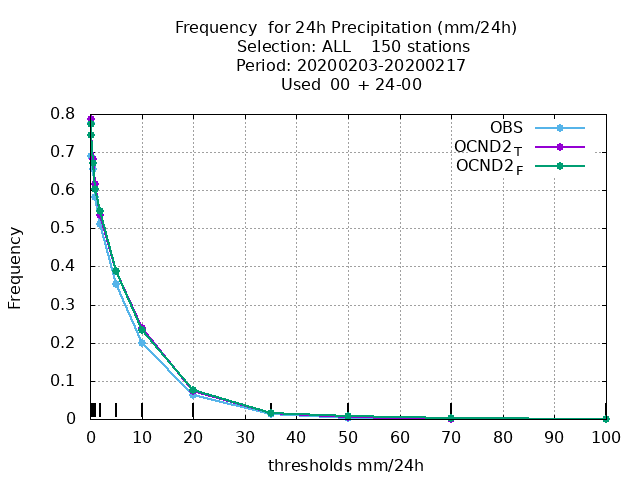 Frequency  for 24h Precipitation (mm/24h)
Selection: ALL    150 stations
Period: 20200203-20200217
Used  00 + 24-00
OBS
OCND2T
OCND2F
0.8
0.7
0.6
0.5
0.4
0.3
0.2
0.1
0
Frequency
0 10 20 30 40 50 60 70 80 90 100
thresholds mm/24h